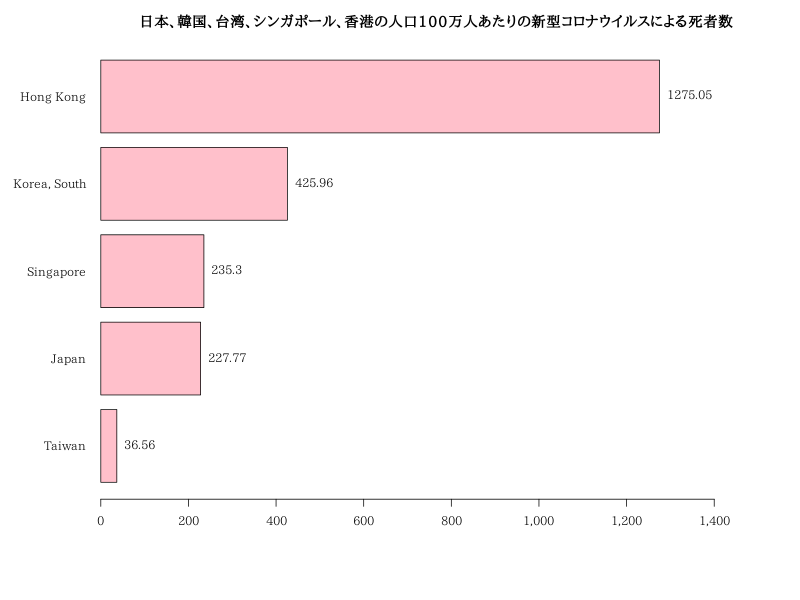 日本、韓国、台湾、シンガポール、香港の人口100万人あたりの新型コロナウイルスによる死者数
Hong Kong
1275.05
Korea, South
425.96
Singapore
235.3
Japan
227.77
Taiwan
36.56
0 200 400 600 800 1,000 1,200 1,400